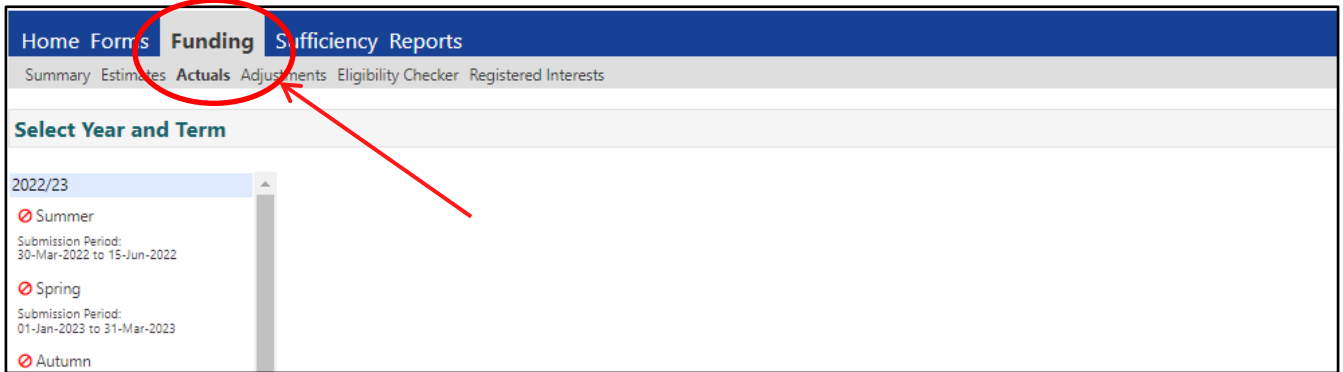 Home Forms Funding Sufficiency Reports
Summary Estimates Actuals Adjustments Eligibility Checker Registered Interests
Select Year and Term
2022/23
Summer
Submission Period:
30-Mar-2022 to 15-Jun-2022
Spring
Submission Period:
01-Jan-2023 to 31-Mar-2023
Autumn